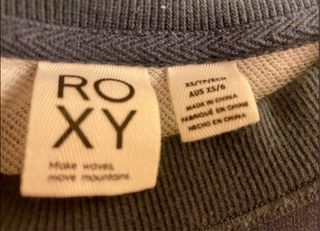 RO
XY
Make waves,
move mountains.
XS/TP/ECH
AUS XS/6
MADE IN CHINA
FABRIQUÉ EN CHINE
HECHO EN CHINA